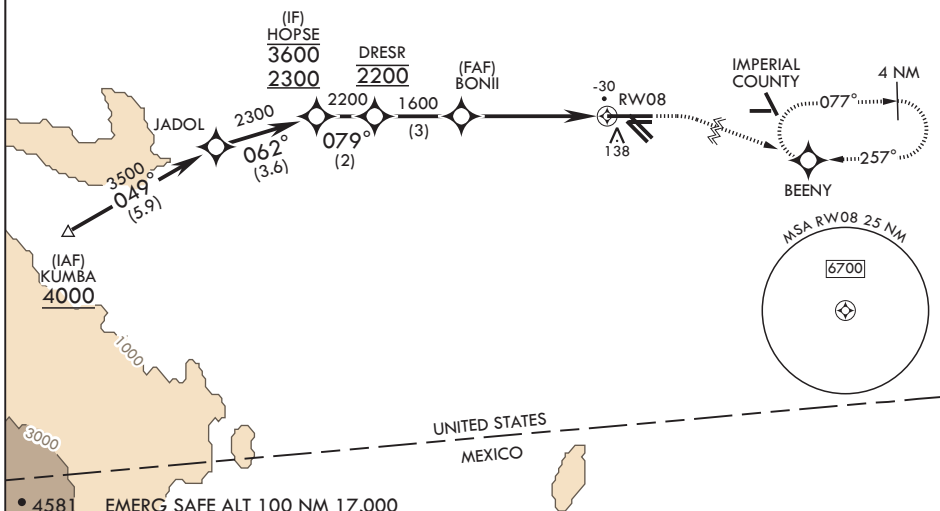 (IF)
HOPSE
3600
2300
DRESR
2200
(FAF)
BONII
-30
RW08
138
IMPERIAL
COUNTY
4 NM
077°
257°
BEENY
JADOL
2300
062°
(3.6)
2200
079°
(2)
1600
(3)
3500
049°
(5.9)
(IAF)
KUMBA
4000
MSA RW08 25 NM
6700
1000
3000
UNITED STATES
MEXICO
4581
EMERG SAFE ALT 100 NM 17,000